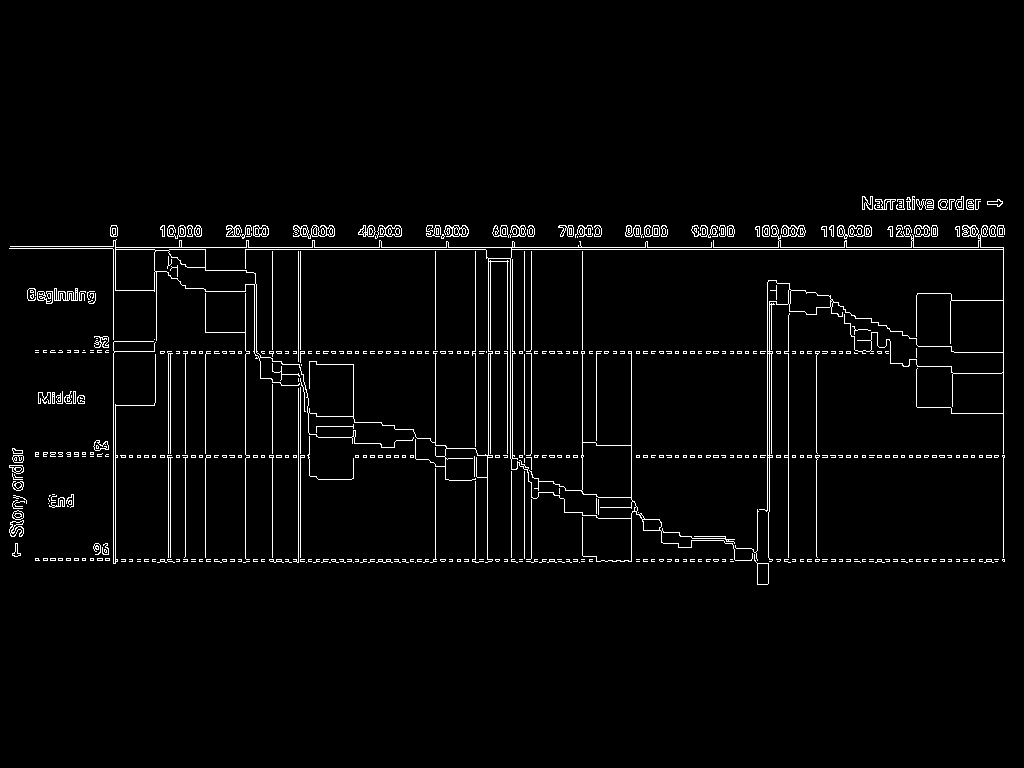 Narrative order →
0 10,000 20,000 30,000 40,000 50,000 60,000 70,000 80,000 90,000 100,000 110,000 120,000 130,000
Beginning
32
Middle
64
End
96
← Story order